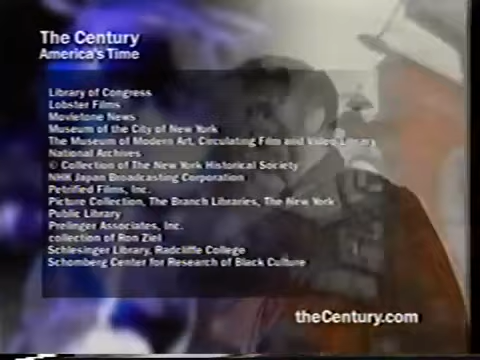 The Century
America's Time
Library of Congress
Lobster Films
Movietone News
Museum of the City of New York
The Museum of Modern Art, Circulating Film and Video Library
National Archives
© Collection of The New York Historical Society
NHK Japan Broadcasting Corporation
Petrified Films, Inc.
Picture Collection, The Branch Libraries, The New York
Public Library
Prelinger Associates, Inc.
collection of Ron Ziel
Schlesinger Library, Radcliffe College
Schomberg Center for Research of Black Culture
theCentury.com